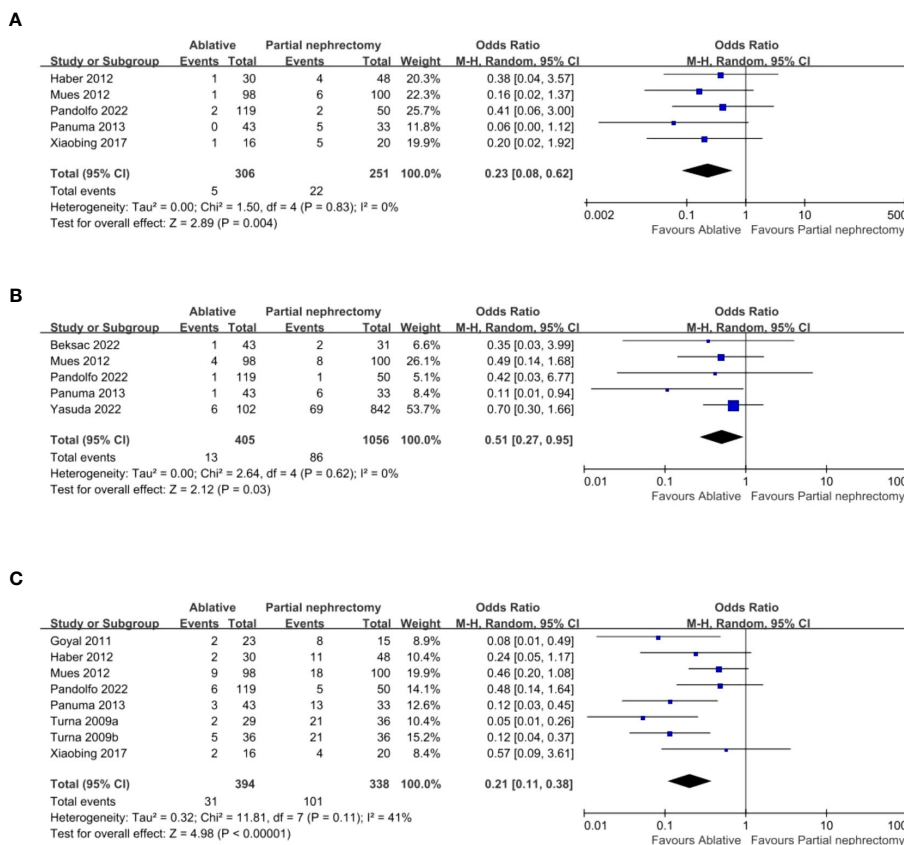 A
Ablative Partial nephrectomy Odds Ratio Odds Ratio
Study or Subgroup Events Total Events Total Weight M-H, Random, 95% CI M-H, Random, 95% CI
Haber 2012 1 30 4 48 20.3% 0.38 [0.04, 3.57]
Mues 2012 1 98 6 100 22.3% 0.16 [0.02, 1.37]
Pandolfo 2022 2 119 2 50 25.7% 0.41 [0.06, 3.00]
Panuma 2013 0 43 5 33 11.8% 0.06 [0.00, 1.12]
Xiaobing 2017 1 16 5 20 19.9% 0.20 [0.02, 1.92]
Total (95% CI) 306 251 100.0% 0.23 [0.08, 0.62]
Total events 5 22
Heterogeneity: Tau² = 0.00; Chi² = 1.50, df = 4 (P = 0.83); I² = 0%
Test for overall effect: Z = 2.89 (P = 0.004)
0.002 0.1 1 10 500
Favours Ablative Favours Partial nephrectomy
B
Ablative Partial nephrectomy Odds Ratio Odds Ratio
Study or Subgroup Events Total Events Total Weight M-H, Random, 95% CI M-H, Random, 95% CI
Beksac 2022 1 43 2 31 6.6% 0.35 [0.03, 3.99]
Mues 2012 4 98 8 100 26.1% 0.49 [0.14, 1.68]
Pandolfo 2022 1 119 1 50 5.1% 0.42 [0.03, 6.77]
Panuma 2013 1 43 6 33 8.4% 0.11 [0.01, 0.94]
Yasuda 2022 6 102 69 842 53.7% 0.70 [0.30, 1.66]
Total (95% CI) 405 1056 100.0% 0.51 [0.27, 0.95]
Total events 13 86
Heterogeneity: Tau² = 0.00; Chi² = 2.64, df = 4 (P = 0.62); I² = 0%
Test for overall effect: Z = 2.12 (P = 0.03)
0.01 0.1 1 10 100
Favours Ablative Favours Partial nephrectomy
C
Ablative Partial nephrectomy Odds Ratio Odds Ratio
Study or Subgroup Events Total Events Total Weight M-H, Random, 95% CI M-H, Random, 95% CI
Goyal 2011 2 23 8 15 8.9% 0.08 [0.01, 0.49]
Haber 2012 2 30 11 48 10.4% 0.24 [0.05, 1.17]
Mues 2012 9 98 18 100 19.9% 0.46 [0.20, 1.08]
Pandolfo 2022 6 119 5 50 14.1% 0.48 [0.14, 1.64]
Panuma 2013 3 43 13 33 12.6% 0.12 [0.03, 0.45]
Turna 2009a 2 29 21 36 10.4% 0.05 [0.01, 0.26]
Turna 2009b 5 36 21 36 15.2% 0.12 [0.04, 0.37]
Xiaobing 2017 2 16 4 20 8.4% 0.57 [0.09, 3.61]
Total (95% CI) 394 338 100.0% 0.21 [0.11, 0.38]
Total events 31 101
Heterogeneity: Tau² = 0.32; Chi² = 11.81, df = 7 (P = 0.11); I² = 41%
Test for overall effect: Z = 4.98 (P < 0.00001)
0.01 0.1 1 10 100
Favours Ablative Favours Partial nephrectomy